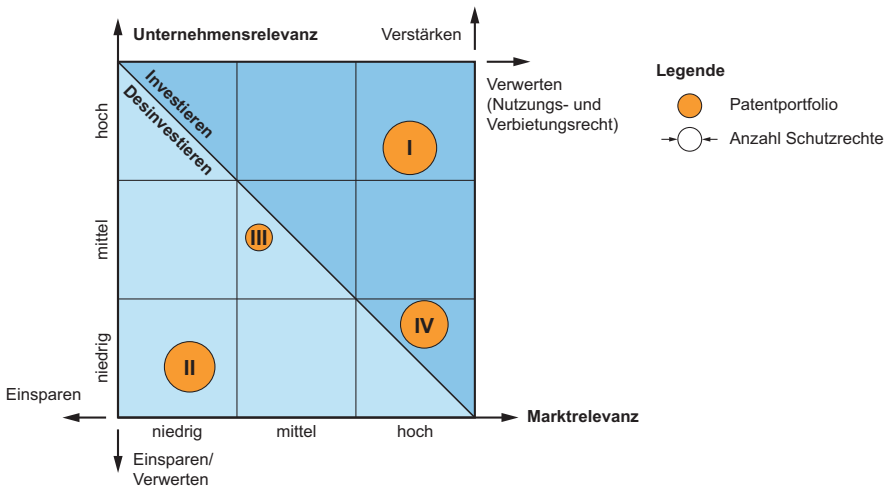 Unternehmensrelevanz
Verstärken
Verwerten
(Nutzungs- und
Verbietungsrecht)
Legende
Patentportfolio
Anzahl Schutzrechte
Investieren
Desinvestieren
hoch
mittel
niedrig
I
III
IV
II
Einsparen
Marktrelevanz
niedrig
mittel
hoch
Einsparen/
Verwerten